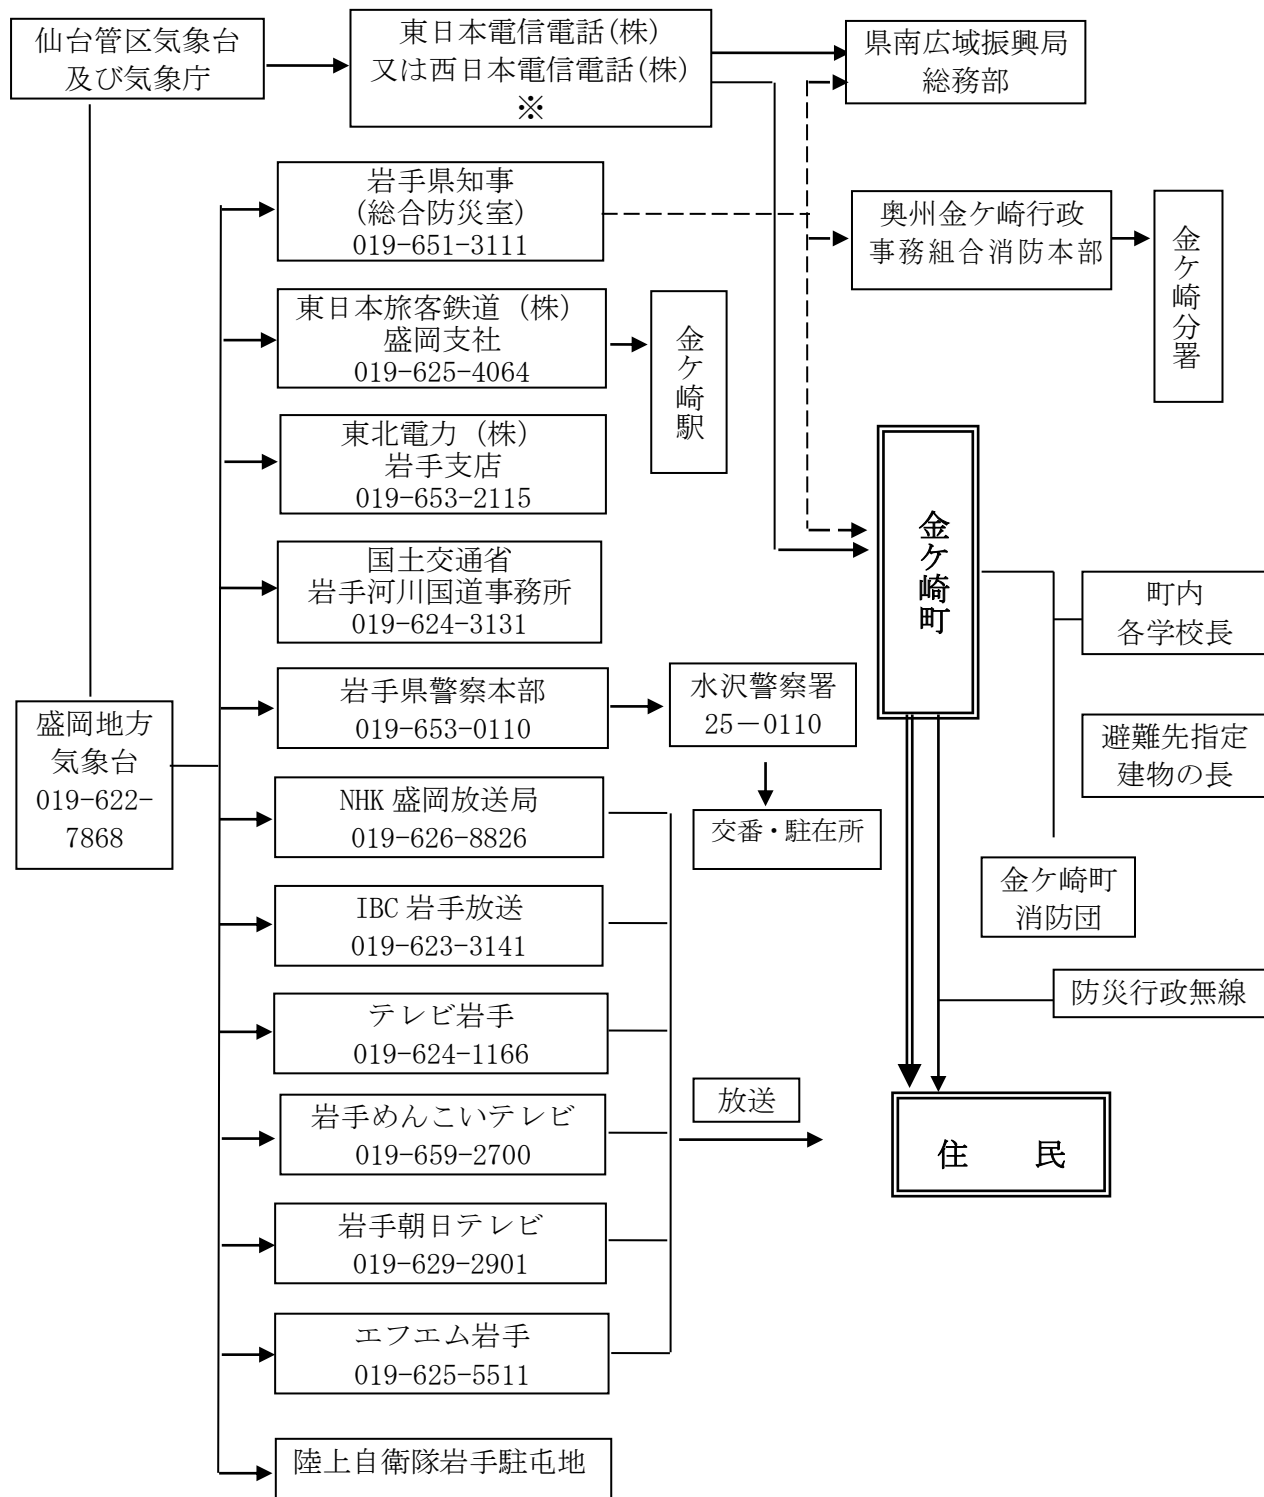 仙台管区気象台
及び気象庁
東日本電信電話(株)
又は西日本電信電話(株)
※
県南広域振興局
総務部
岩手県知事
(総合防災室)
019-651-3111
奥州金ケ崎行政
事務組合消防本部
金ケ崎分署
東日本旅客鉄道 (株)
盛岡支社
019-625-4064
金ケ崎駅
東北電力 (株)
岩手支店
019-653-2115
国土交通省
岩手河川国道事務所
019-624-3131
金ケ崎町
町内
各学校長
岩手県警察本部
019-653-0110
水沢警察署
25-0110
交番・駐在所
避難先指定
建物の長
盛岡地方
気象台
019-622-
7868
NHK 盛岡放送局
019-626-8826
金ケ崎町
消防団
IBC 岩手放送
019-623-3141
防災行政無線
テレビ岩手
019-624-1166
放送
岩手めんこいテレビ
019-659-2700
住 民
岩手朝日テレビ
019-629-2901
エフエム岩手
019-625-5511
陸上自衛隊岩手駐屯地